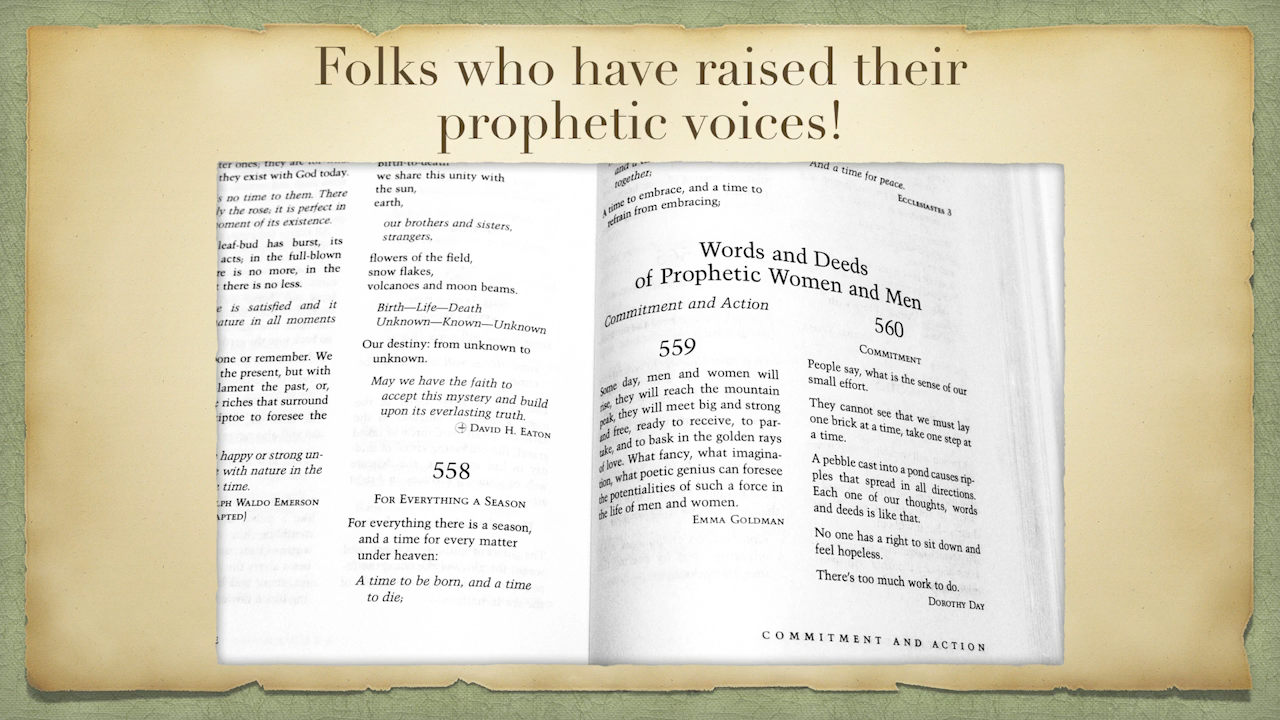 Folks who have raised their
prophetic voices!
they exist with God today.
s no time to them. There
the rose; it is perfect in
oment of its existence.
leaf-bud has burst, its
acts; in the full-blown
re is no more, in the
there is no less.
is satisfied and it
ature in all moments
one or remember. We
the present, but with
lament the past, or,
riches that surround
iptoe to foresee the
happy or strong un-
with nature in the
time.
LPH WALDO EMERSON
APTED)
birth-to-death
we share this unity with
the sun,
earth,
our brothers and sisters,
strangers,
flowers of the field,
snow flakes,
volcanoes and moon beams.
Birth—Life—Death
Unknown—Known—Unknown
Our destiny: from unknown to
unknown.
May we have the faith to
accept this mystery and build
upon its everlasting truth.
DAVID H. EATON
558
FOR EVERYTHING A SEASON
For everything there is a season,
and a time for every matter
under heaven:
A time to be born, and a time
to die;
together;
A time to embrace, and a time to
refrain from embracing;
And a time for peace.
ECCLESIASTES 3
Words and Deeds
of Prophetic Women and Men
Commitment and Action
559
Some day, men and women will
rise, they will reach the mountain
peak, they will meet big and strong
and free, ready to receive, to par-
take, and to bask in the golden rays
of love. What fancy, what imagina-
tion, what poetic genius can foresee
the potentialities of such a force in
the life of men and women.
EMMA GOLDMAN
560
COMMITMENT
People say, what is the sense of our
small effort.
They cannot see that we must lay
one brick at a time, take one step at
a time.
A pebble cast into a pond causes rip-
ples that spread in all directions.
Each one of our thoughts, words
and deeds is like that.
No one has a right to sit down and
feel hopeless.
There's too much work to do.
DOROTHY DAY
COMMITMENT AND ACTION